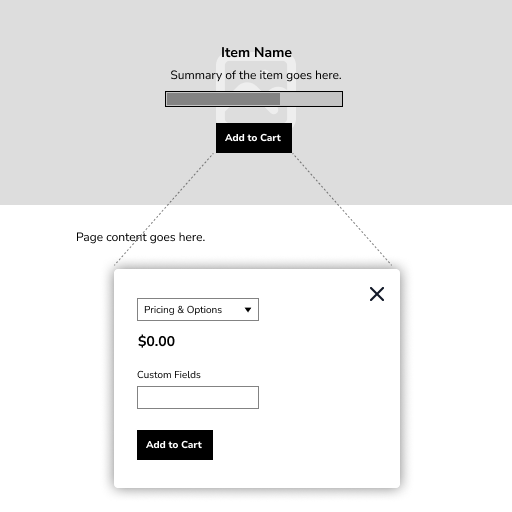 Item Name
Summary of the item goes here.
Add to Cart
Page content goes here.
Pricing & Options
$0.00
Custom Fields
Add to Cart